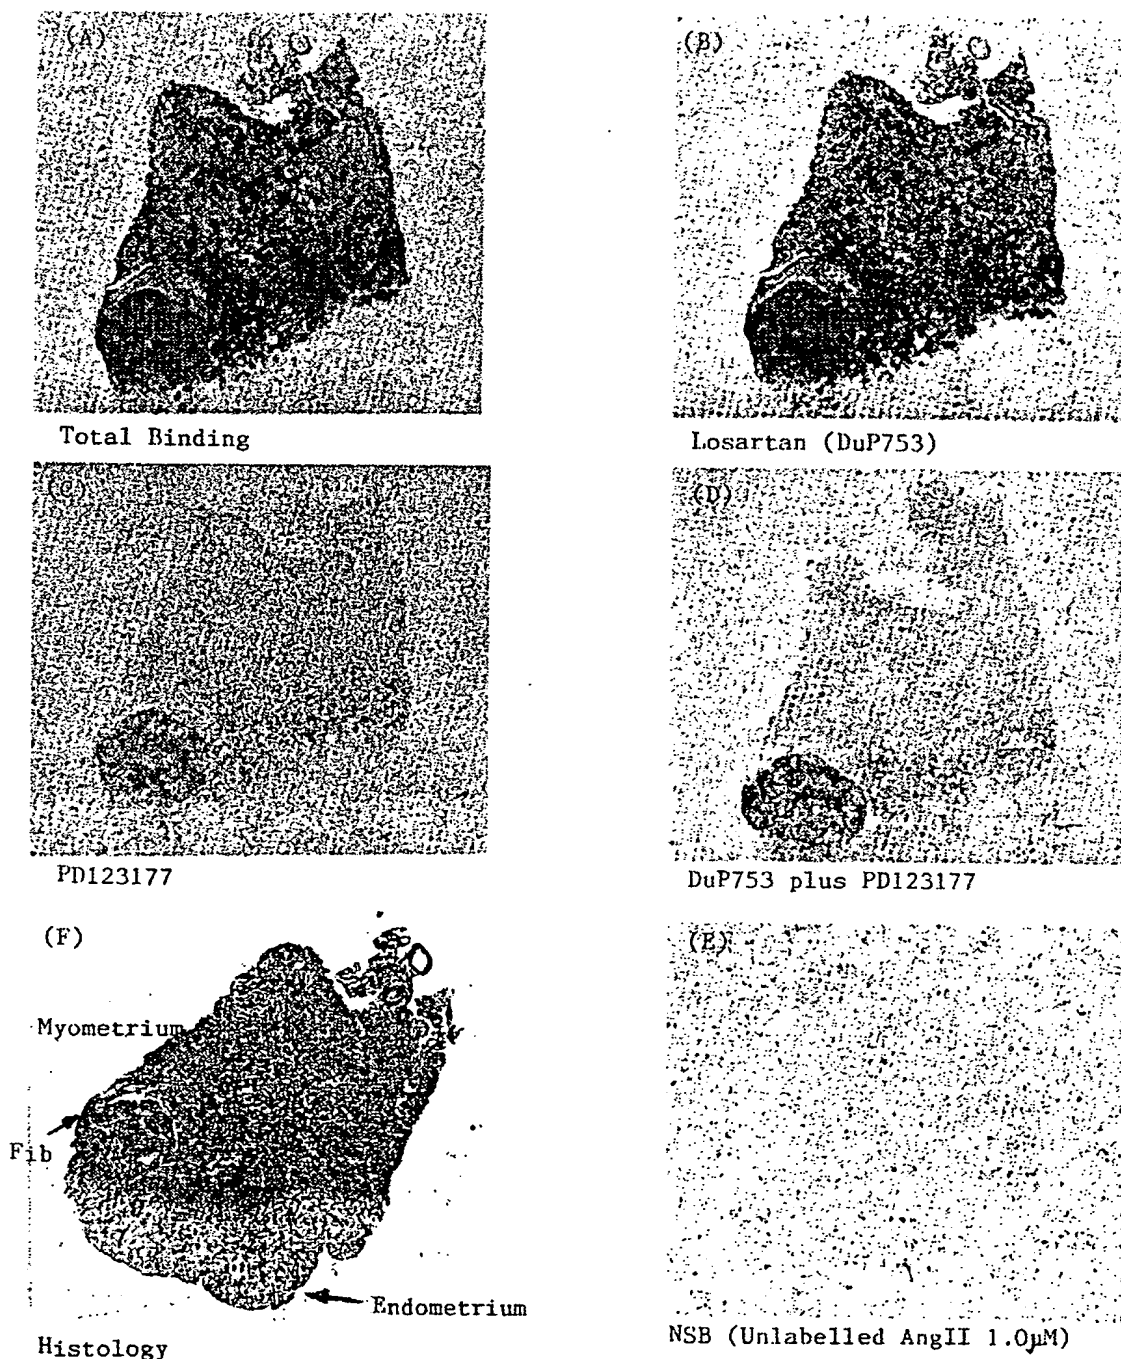 (A)
(B)
Total Binding
Losartan (DuP753)
(C)
(D)
PD123177
DuP753 plus PD123177
(F)
(E)
Myometrium
Fib
Endometrium
Histology
NSB (Unlabelled AngII 1.0µM)